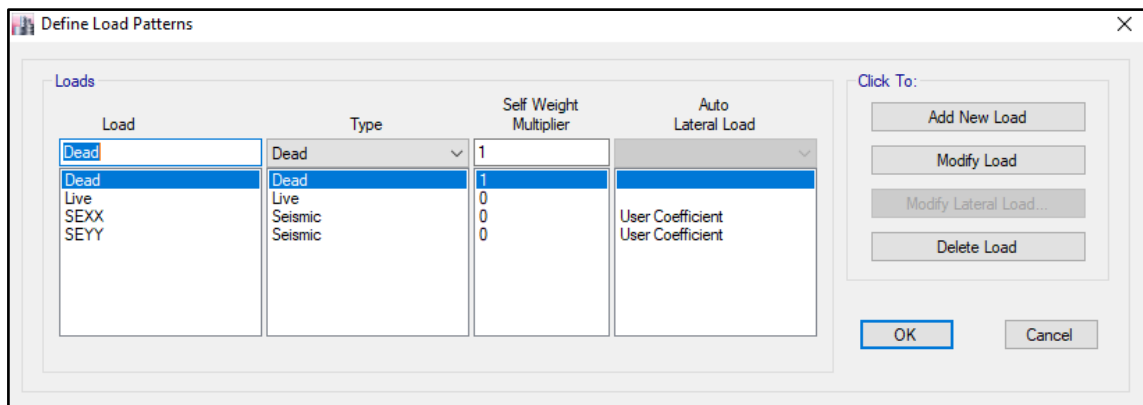 Define Load Patterns
Loads
Click To:
Load Type Self Weight Multiplier Auto Lateral Load
Dead Dead 1
Dead Dead 1
Live Live 0
SEXX Seismic 0 User Coefficient
SEYY Seismic 0 User Coefficient
Add New Load
Modify Load
Modify Lateral Load...
Delete Load
OK Cancel